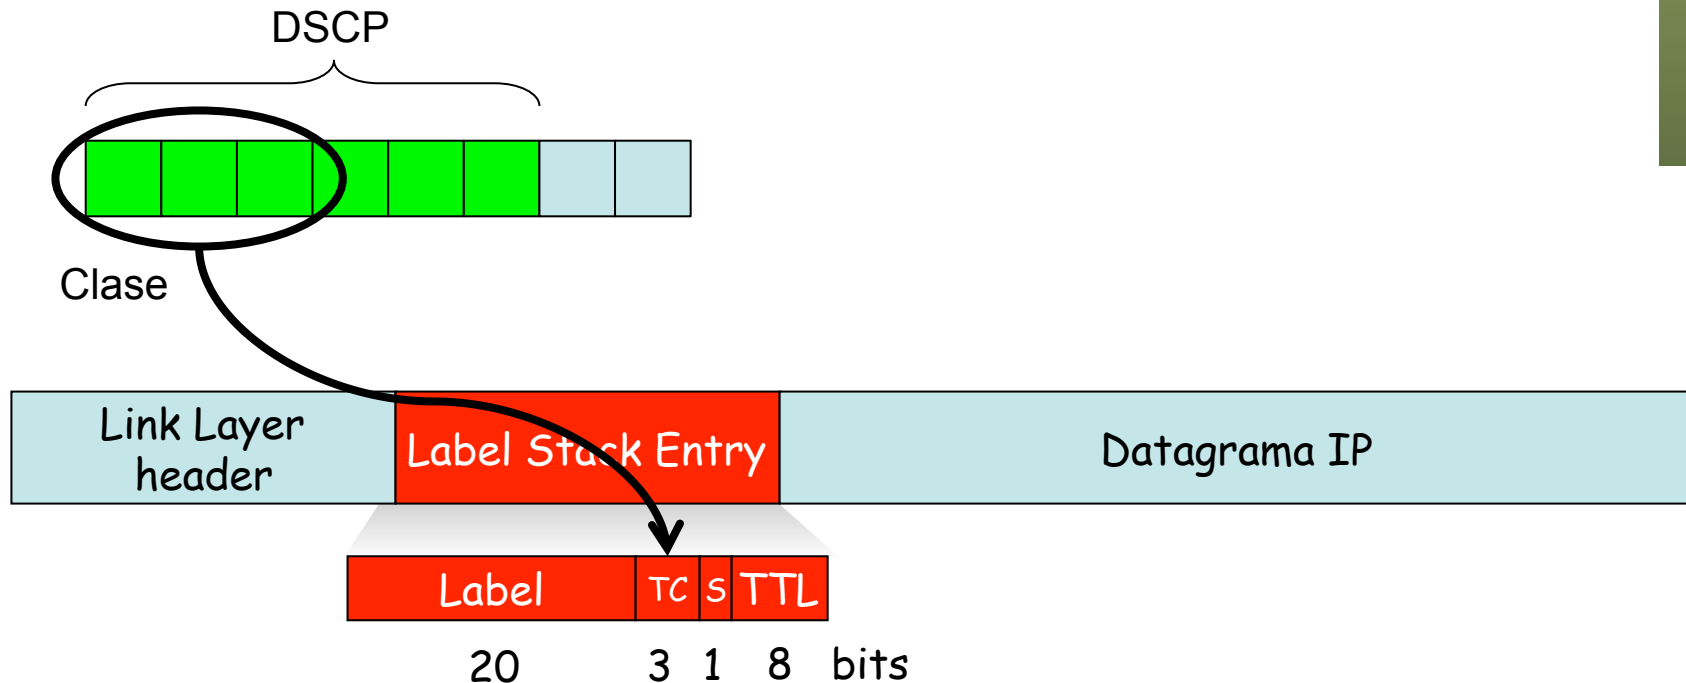 DSCP
Clase
Link Layer
header
Label Stack Entry
Datagrama IP
Label
TC
S
TTL
20
3
1
8
bits